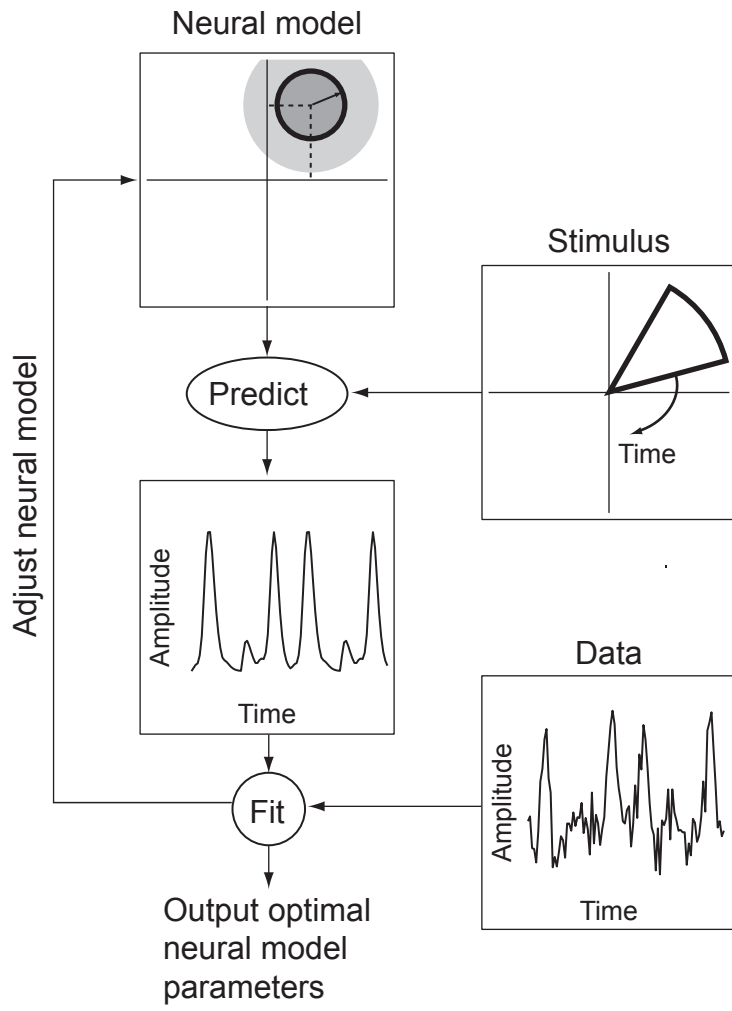 Neural model
Stimulus
Predict
Time
Adjust neural model
Amplitude
Time
Data
Amplitude
Time
Fit
Output optimal
neural model
parameters